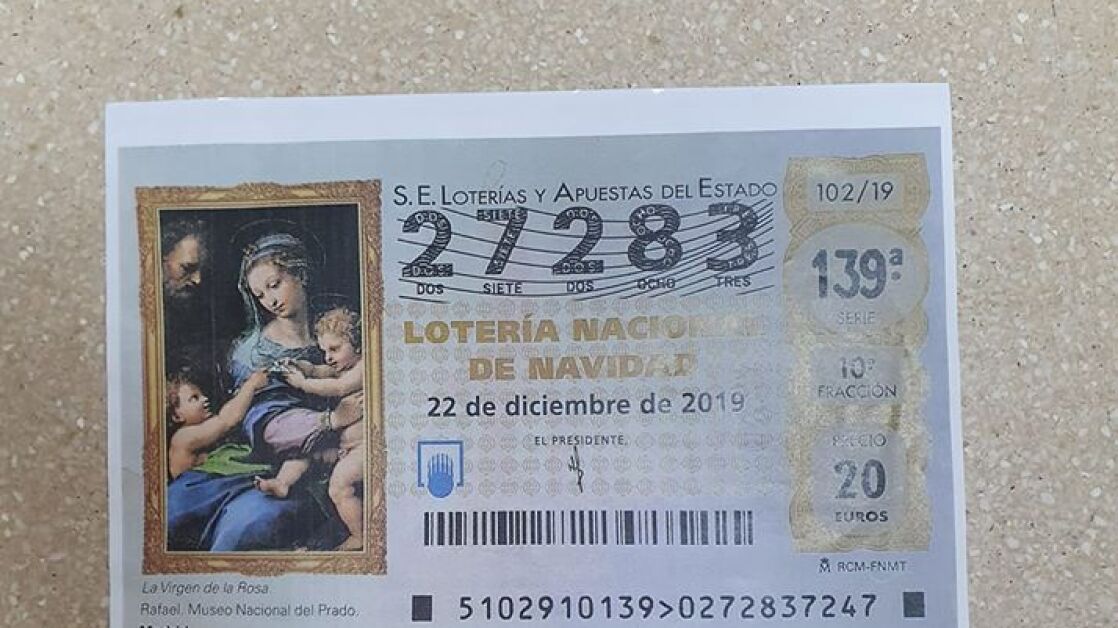 S.E. LOTERÍAS Y APUESTAS DEL ESTADO
27283
DOS SIETE DOS OCHO TRES
LOTERÍA NACIONAL
DE NAVIDAD
22 de diciembre de 2019
EL PRESIDENTE,
102/19
139ª
SERIE
10ª
FRACCIÓN
PRECIO
20
EUROS
RCM-FNMT
La Virgen de la Rosa.
Rafael. Museo Nacional del Prado.
5102910139>0272837247